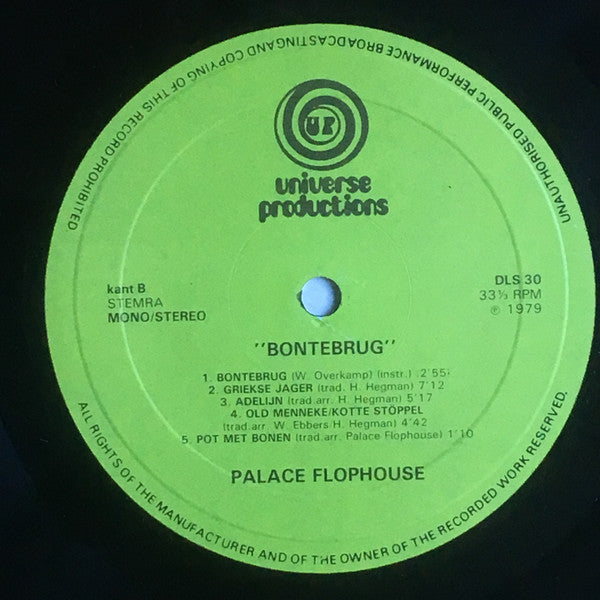 UNAUTHORISED PUBLIC PERFORMANCE BROADCASTING AND COPYING OF THIS RECORD PROHIBITED
UP
universe
productions
kant B
STEMRA
MONO/STEREO
DLS 30
33⅓ RPM
℗ 1979
''BONTEBRUG''
1. BONTEBRUG (W. Overkamp) (instr.) 2'55
2. GRIEKSE JAGER (trad. H. Hegman) 7'12
3. ADELIJN (trad.arr. H. Hegman) 5'17
4. OLD MENNEKE/KOTTE STÖPPEL
(trad.arr. W. Ebbers/H. Hegman) 4'42
5. POT MET BONEN (trad.arr. Palace Flophouse) 1'10
PALACE FLOPHOUSE
ALL RIGHTS OF THE MANUFACTURER AND OF THE OWNER OF THE RECORDED WORK RESERVED.